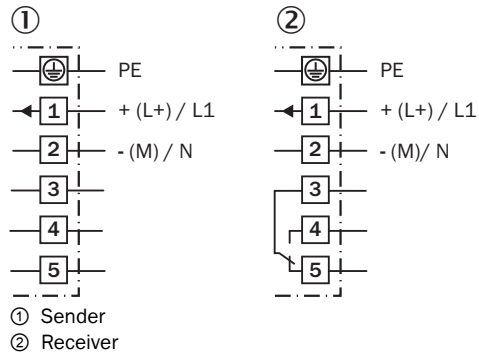 ① ②
PE PE
1 + (L+) / L1 1 + (L+) / L1
2 - (M) / N 2 - (M)/ N
3 3
4 4
5 5
① Sender
② Receiver